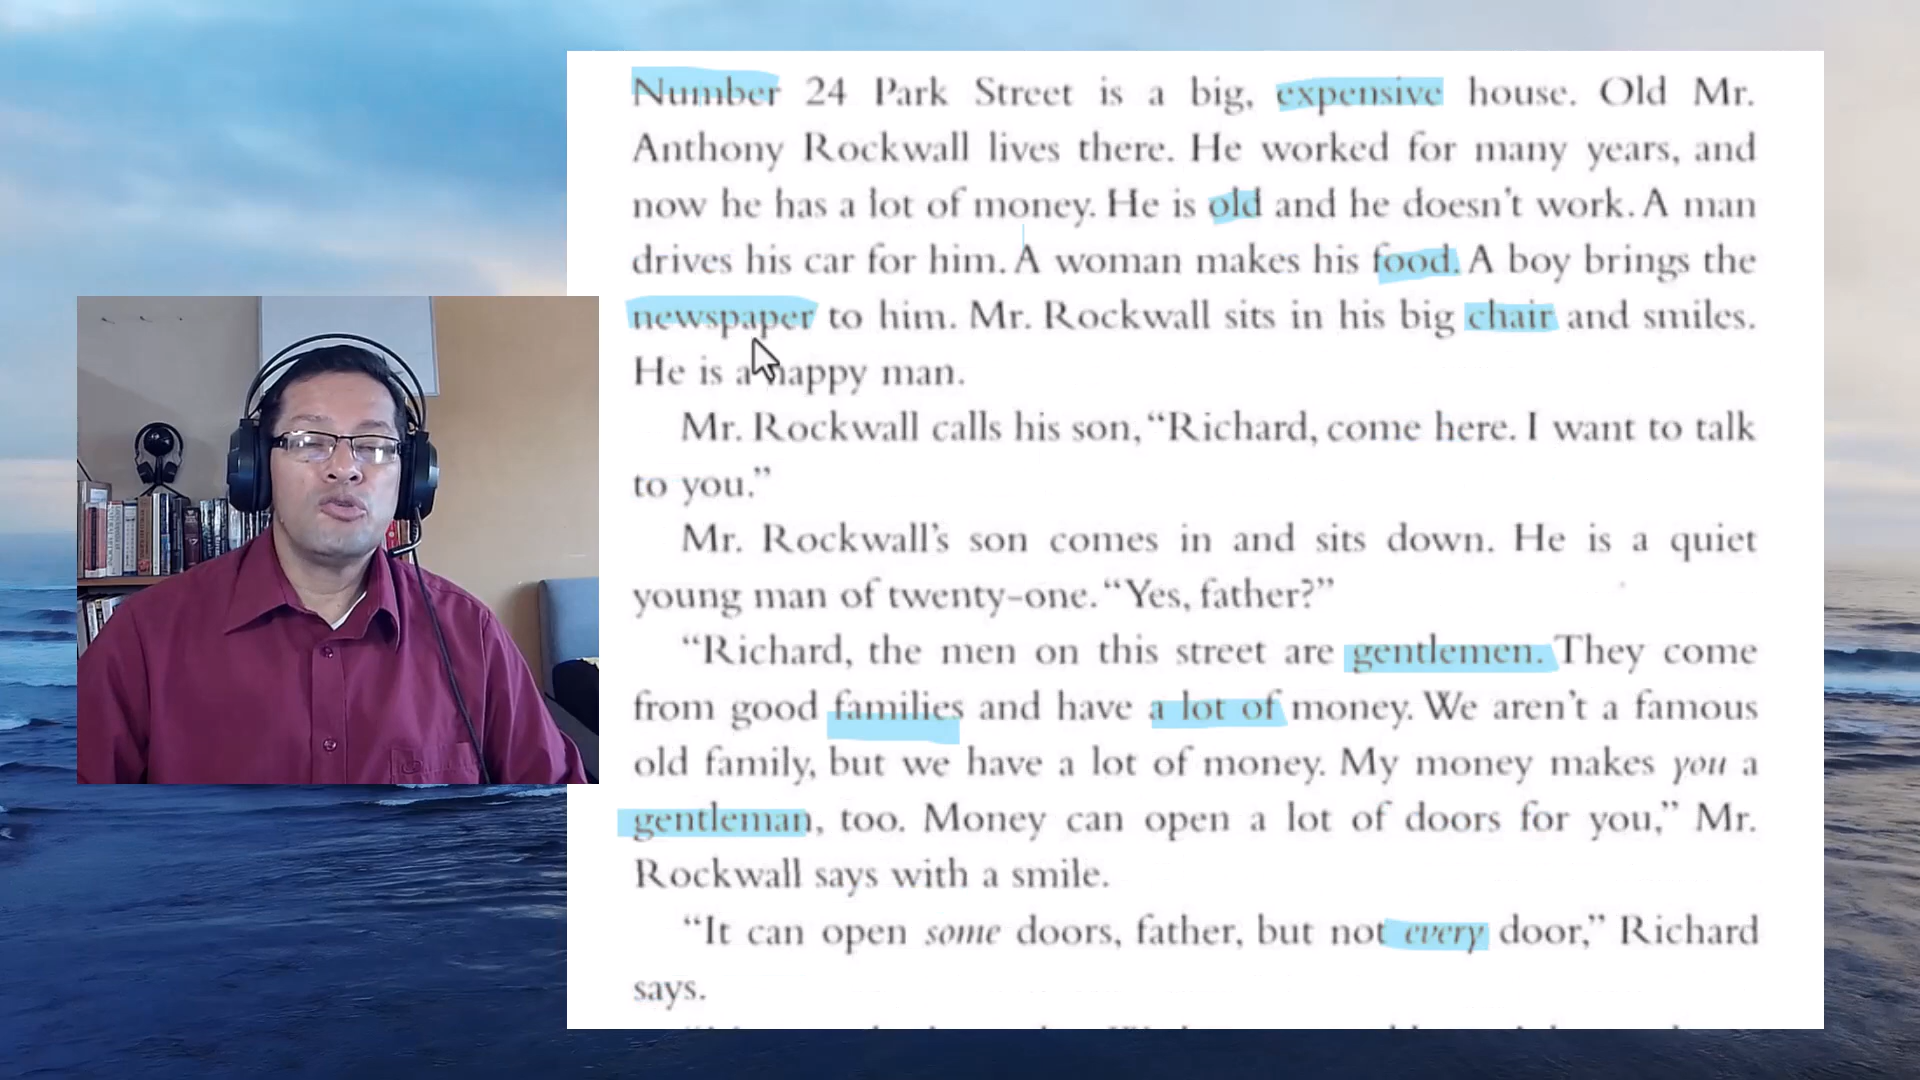 Number 24 Park Street is a big, expensive house. Old Mr.
Anthony Rockwall lives there. He worked for many years, and
now he has a lot of money. He is old and he doesn't work. A man
drives his car for him. A woman makes his food. A boy brings the
newspaper to him. Mr. Rockwall sits in his big chair and smiles.
He is a happy man.
Mr. Rockwall calls his son, “Richard, come here. I want to talk
to you.”
Mr. Rockwall's son comes in and sits down. He is a quiet
young man of twenty-one. “Yes, father?”
“Richard, the men on this street are gentlemen. They come
from good families and have a lot of money. We aren't a famous
old family, but we have a lot of money. My money makes you a
gentleman, too. Money can open a lot of doors for you,” Mr.
Rockwall says with a smile.
“It can open some doors, father, but not every door,” Richard
says.